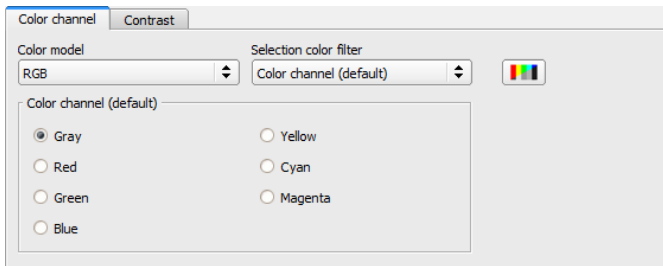 Color channel Contrast
Color model Selection color filter
RGB Color channel (default)
Color channel (default)
Gray Yellow
Red Cyan
Green Magenta
Blue